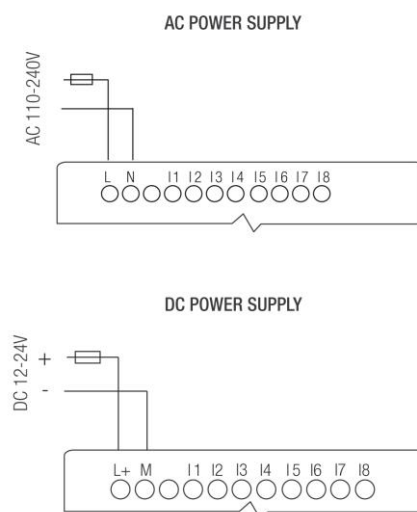 AC POWER SUPPLY
AC 110-240V
L N I1 I2 I3 I4 I5 I6 I7 I8
DC POWER SUPPLY
DC 12-24V
+
-
L+ M I1 I2 I3 I4 I5 I6 I7 I8